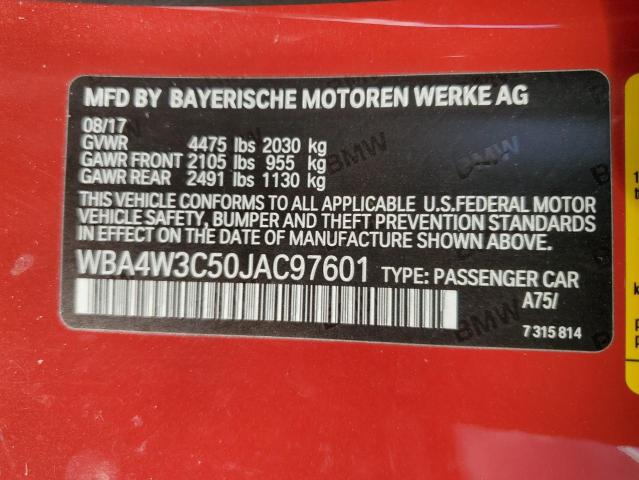 MFD BY BAYERISCHE MOTOREN WERKE AG
08/17
GVWR 4475 lbs 2030 kg
GAWR FRONT 2105 lbs 955 kg
GAWR REAR 2491 lbs 1130 kg
THIS VEHICLE CONFORMS TO ALL APPLICABLE U.S.FEDERAL MOTOR
VEHICLE SAFETY, BUMPER AND THEFT PREVENTION STANDARDS
IN EFFECT ON THE DATE OF MANUFACTURE SHOWN ABOVE.
WBA4W3C50JAC97601 TYPE: PASSENGER CAR
A75/
7 315 814
BMW
BMW
BMW